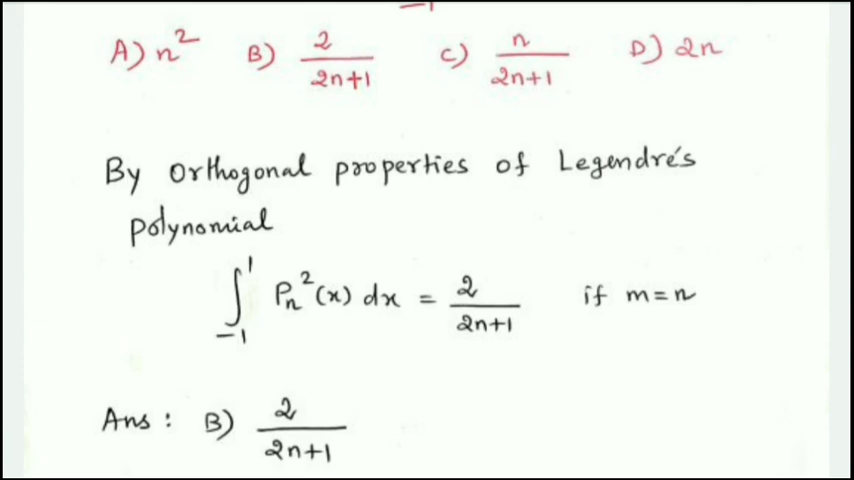 -1
A) n² B) 2/(2n+1) C) n/(2n+1) D) 2n
By Orthogonal properties of Legendre's
Polynomial
∫₋₁¹ Pₙ²(x) dx = 2/(2n+1) if m=n
Ans : B) 2/(2n+1)